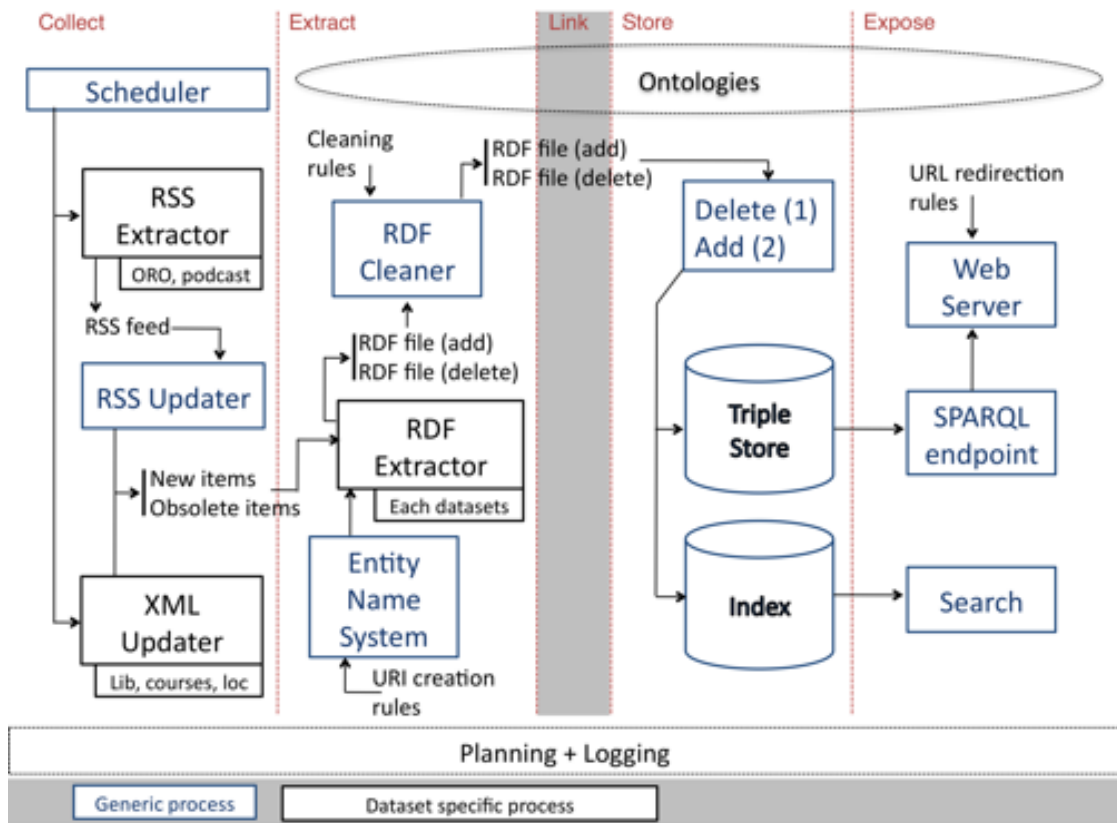 Collect
Extract
Link
Store
Expose
Scheduler
Ontologies
RSS
Extractor
ORO, podcast
RSS feed
RSS Updater
New items
Obsolete items
XML
Updater
Lib, courses, loc
Cleaning
rules
RDF
Cleaner
RDF file (add)
RDF file (delete)
RDF file (add)
RDF file (delete)
RDF
Extractor
Each datasets
Entity
Name
System
URI creation
rules
Delete (1)
Add (2)
Triple
Store
Index
URL redirection
rules
Web
Server
SPARQL
endpoint
Search
Planning + Logging
Generic process
Dataset specific process